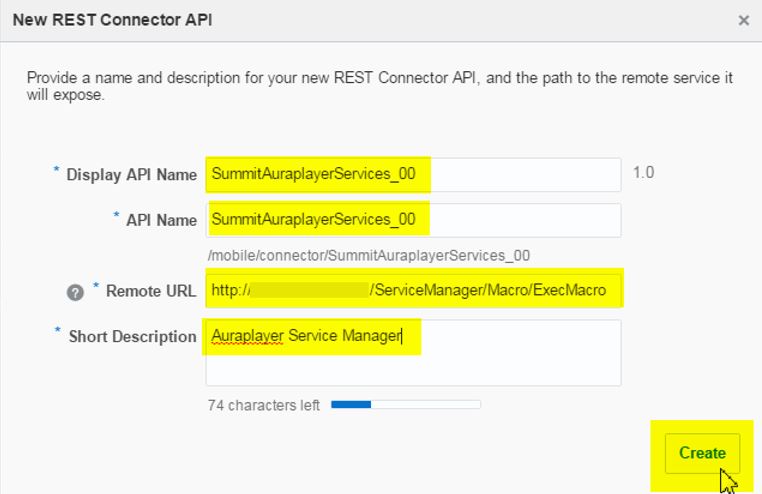 New REST Connector API ×
Provide a name and description for your new REST Connector API, and the path to the remote service it
will expose.
* Display API Name SummitAuraplayerServices_00 1.0
* API Name SummitAuraplayerServices_00
/mobile/connector/SummitAuraplayerServices_00
? * Remote URL http:// /ServiceManager/Macro/ExecMacro
* Short Description Auraplayer Service Manager
74 characters left
Create